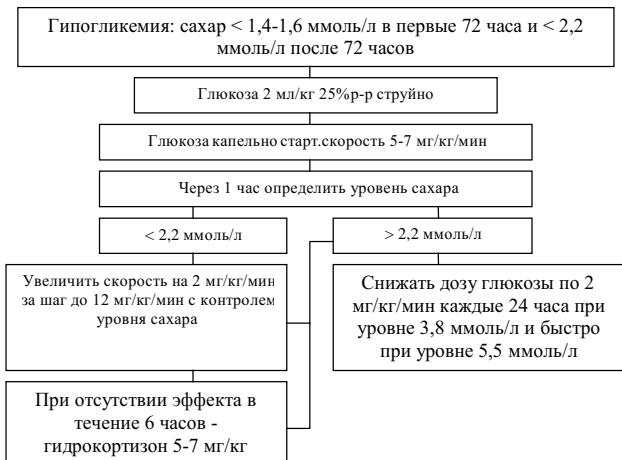 Гипогликемия: сахар < 1,4-1,6 ммоль/л в первые 72 часа и < 2,2
ммоль/л после 72 часов
Глюкоза 2 мл/кг 25%р-р струйно
Глюкоза капельно старт.скорость 5-7 мг/кг/мин
Через 1 час определить уровень сахара
< 2,2 ммоль/л
> 2,2 ммоль/л
Увеличить скорость на 2 мг/кг/мин
за шаг до 12 мг/кг/мин с контролем
уровня сахара
Снижать дозу глюкозы по 2
мг/кг/мин каждые 24 часа при
уровне 3,8 ммоль/л и быстро
при уровне 5,5 ммоль/л
При отсутствии эффекта в
течение 6 часов -
гидрокортизон 5-7 мг/кг